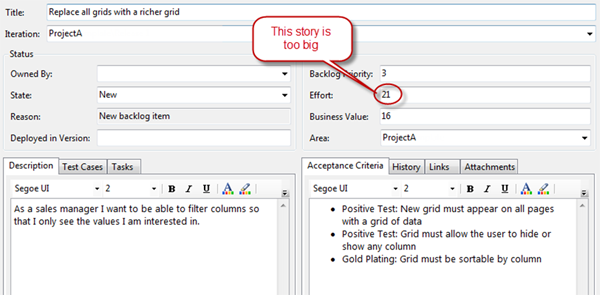 Title: Replace all grids with a richer grid
Iteration: ProjectA
This story is
too big
Status
Owned By:
Backlog Priority: 3
State: New
Effort: 21
Reason: New backlog item
Business Value: 16
Deployed in Version:
Area: ProjectA
Description Test Cases Tasks
Acceptance Criteria History Links Attachments
Segoe UI 2 B I U A
Segoe UI 2 B I U A
As a sales manager I want to be able to filter columns so
that I only see the values I am interested in.
• Positive Test: New grid must appear on all pages
with a grid of data
• Positive Test: Grid must allow the user to hide or
show any column
• Gold Plating: Grid must be sortable by column